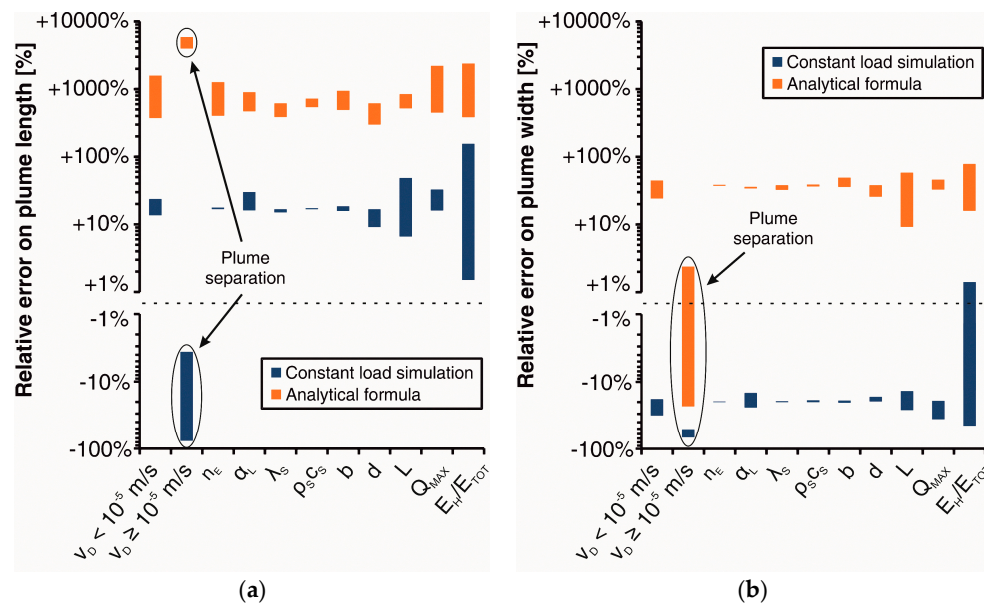 Relative error on plume length [%]
+10000%
+1000%
+100%
+10%
+1%
-1%
-10%
-100%
Plume
separation
Constant load simulation
Analytical formula
v_D < 10⁻⁵ m/s
v_D ≥ 10⁻⁵ m/s
n_E
α_L
λ_S
ρ_S c_S
b
d
L
Q_MAX
E_H/E_TOT
(a)
Relative error on plume width [%]
+10000%
+1000%
+100%
+10%
+1%
-1%
-10%
-100%
Constant load simulation
Analytical formula
Plume
separation
v_D < 10⁻⁵ m/s
v_D ≥ 10⁻⁵ m/s
n_E
α_L
λ_S
ρ_S c_S
b
d
L
Q_MAX
E_H/E_TOT
(b)